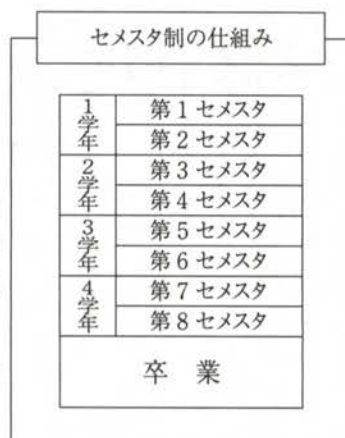 セメスタ制の仕組み
1学年
第1セメスタ
第2セメスタ
2学年
第3セメスタ
第4セメスタ
3学年
第5セメスタ
第6セメスタ
4学年
第7セメスタ
第8セメスタ
卒業